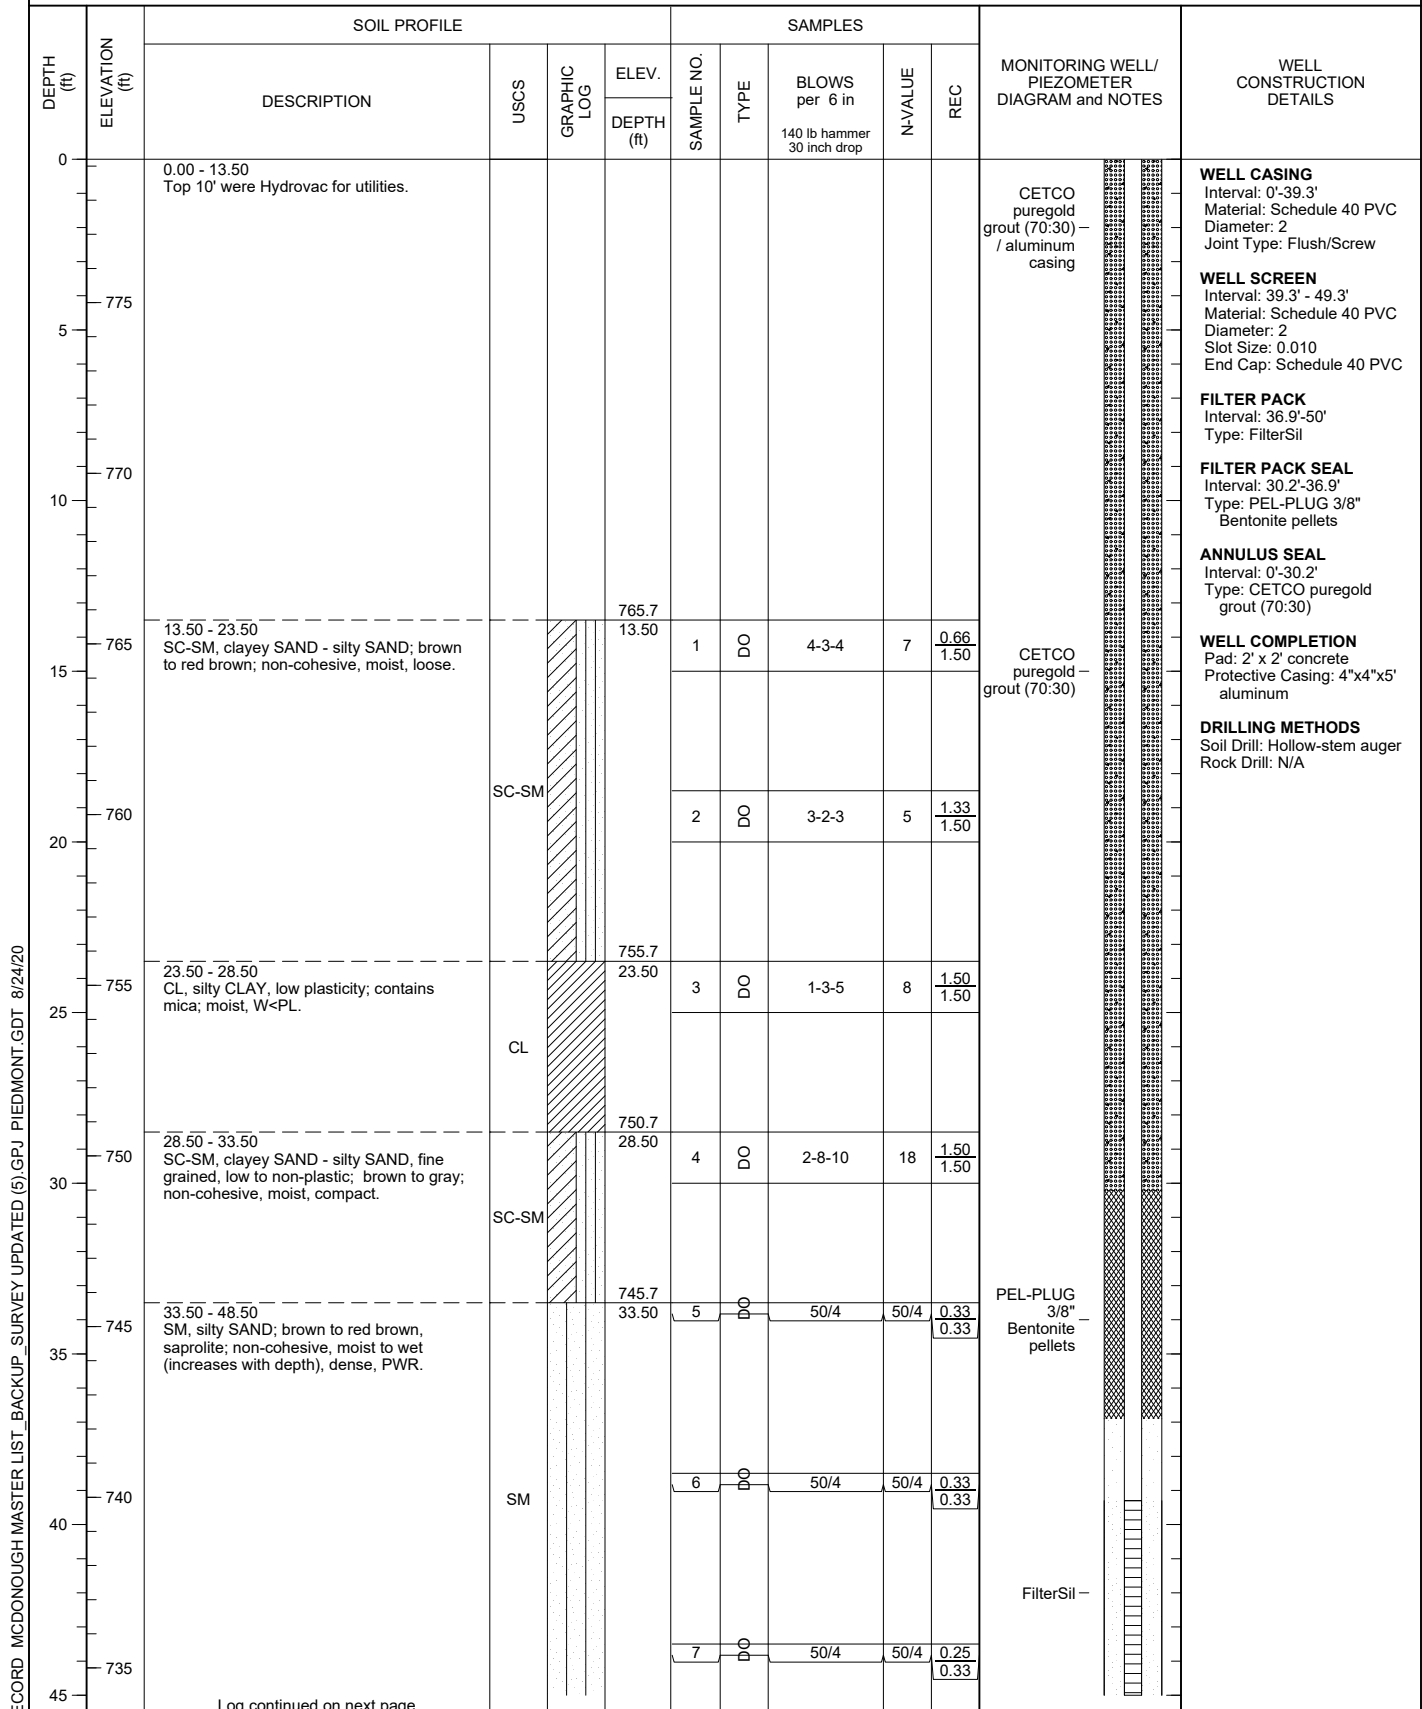 SOIL PROFILE
SAMPLES
DEPTH
(ft)
ELEVATION
(ft)
DESCRIPTION
USCS
GRAPHIC
LOG
ELEV.
DEPTH
(ft)
SAMPLE NO.
TYPE
BLOWS
per 6 in
140 lb hammer
30 inch drop
N-VALUE
REC
MONITORING WELL/
PIEZOMETER
DIAGRAM and NOTES
WELL
CONSTRUCTION
DETAILS
0
5
10
15
20
25
30
35
40
45
775
770
765
760
755
750
745
740
735
0.00 - 13.50
Top 10' were Hydrovac for utilities.
765.7
13.50 - 23.50
SC-SM, clayey SAND - silty SAND; brown
to red brown; non-cohesive, moist, loose.
SC-SM
13.50
1 DO 4-3-4 7 0.66
1.50
2 DO 3-2-3 5 1.33
1.50
755.7
23.50 - 28.50
CL, silty CLAY, low plasticity; contains
mica; moist, W<PL.
CL
23.50
3 DO 1-3-5 8 1.50
1.50
750.7
28.50 - 33.50
SC-SM, clayey SAND - silty SAND, fine
grained, low to non-plastic; brown to gray;
non-cohesive, moist, compact.
SC-SM
28.50
4 DO 2-8-10 18 1.50
1.50
745.7
33.50 - 48.50
SM, silty SAND; brown to red brown,
saprolite; non-cohesive, moist to wet
(increases with depth), dense, PWR.
SM
33.50
5 DO 50/4 50/4 0.33
0.33
6 DO 50/4 50/4 0.33
0.33
7 DO 50/4 50/4 0.25
0.33
Log continued on next page
CETCO
puregold
grout (70:30)
/ aluminum
casing
CETCO
puregold
grout (70:30)
PEL-PLUG
3/8"
Bentonite
pellets
FilterSil
WELL CASING
Interval: 0'-39.3'
Material: Schedule 40 PVC
Diameter: 2
Joint Type: Flush/Screw
WELL SCREEN
Interval: 39.3' - 49.3'
Material: Schedule 40 PVC
Diameter: 2
Slot Size: 0.010
End Cap: Schedule 40 PVC
FILTER PACK
Interval: 36.9'-50'
Type: FilterSil
FILTER PACK SEAL
Interval: 30.2'-36.9'
Type: PEL-PLUG 3/8"
Bentonite pellets
ANNULUS SEAL
Interval: 0'-30.2'
Type: CETCO puregold
grout (70:30)
WELL COMPLETION
Pad: 2' x 2' concrete
Protective Casing: 4"x4"x5'
aluminum
DRILLING METHODS
Soil Drill: Hollow-stem auger
Rock Drill: N/A
MCDONOUGH MASTER LIST_BACKUP_SURVEY UPDATED (5).GPJ PIEDMONT.GDT 8/24/20